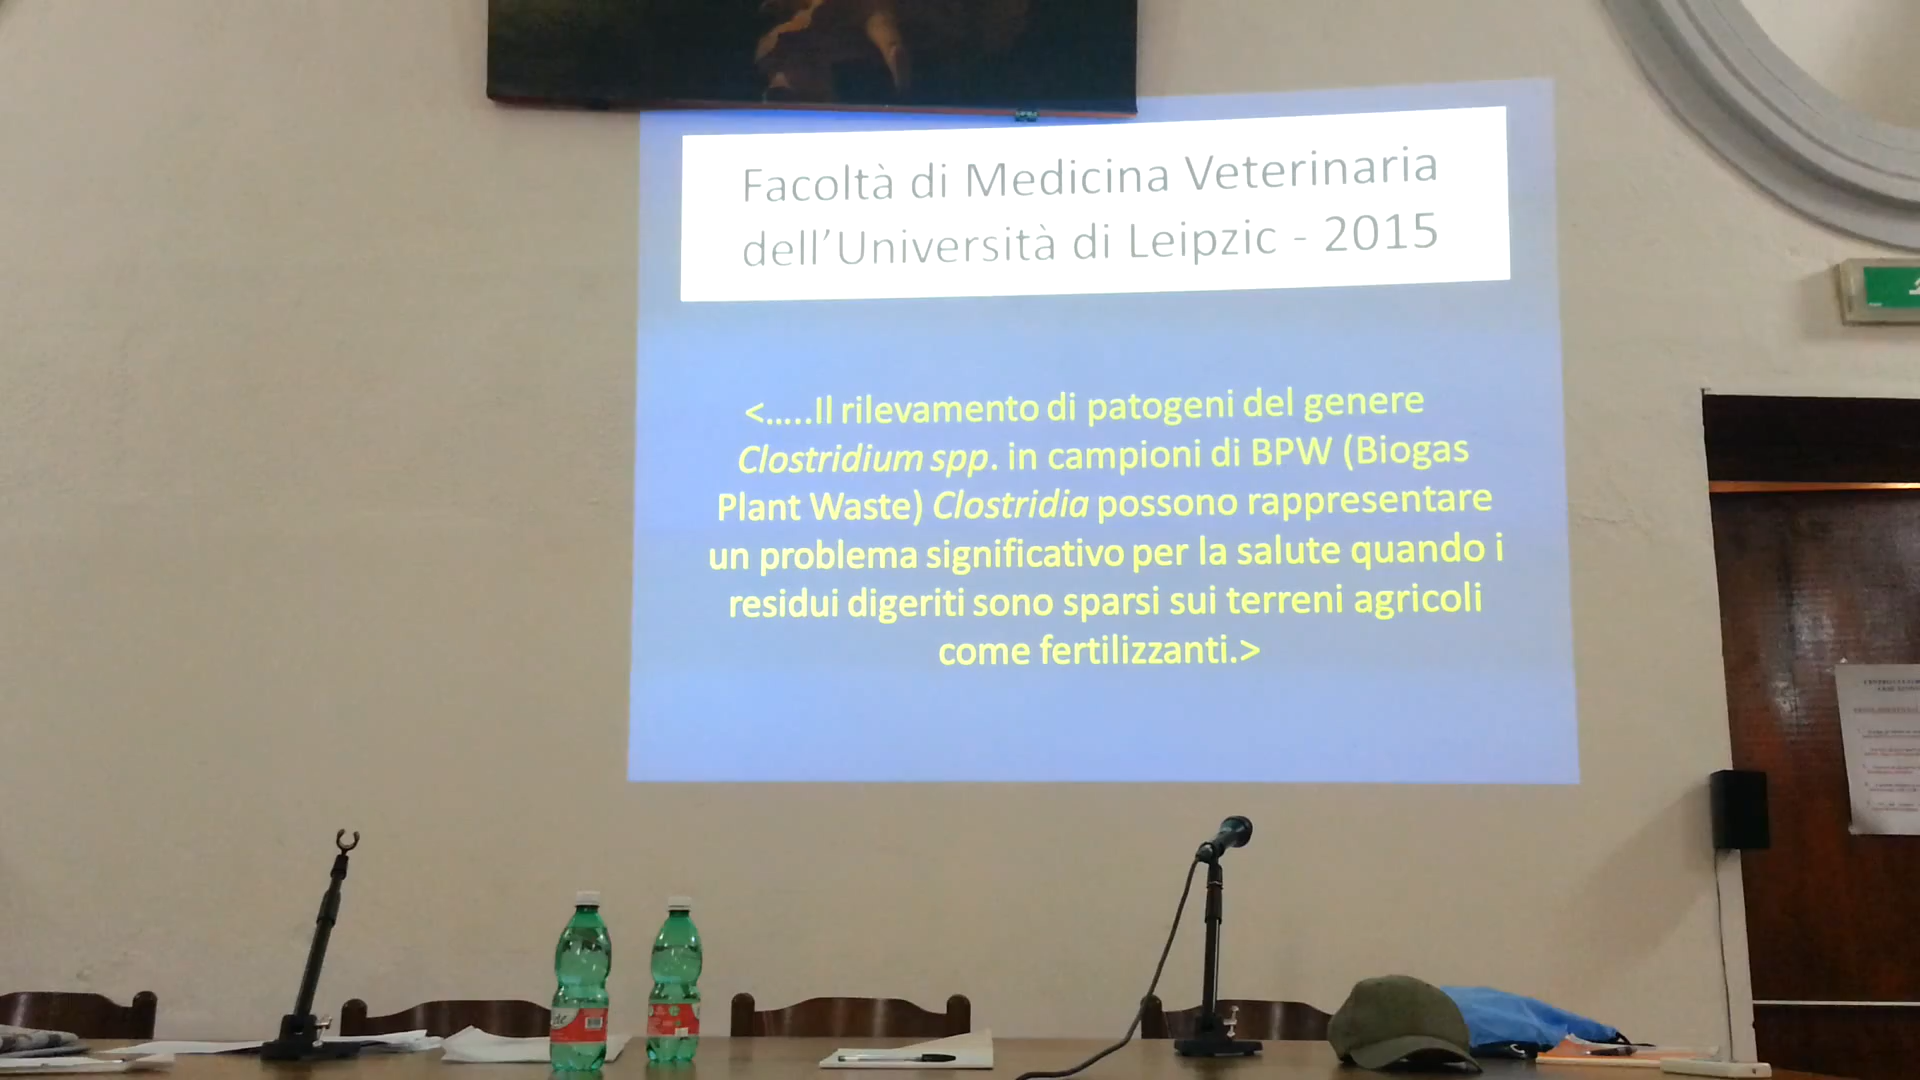 Facoltà di Medicina Veterinaria
dell’Università di Leipzic - 2015
<.....Il rilevamento di patogeni del genere
Clostridium spp. in campioni di BPW (Biogas
Plant Waste) Clostridia possono rappresentare
un problema significativo per la salute quando i
residui digeriti sono sparsi sui terreni agricoli
come fertilizzanti.>